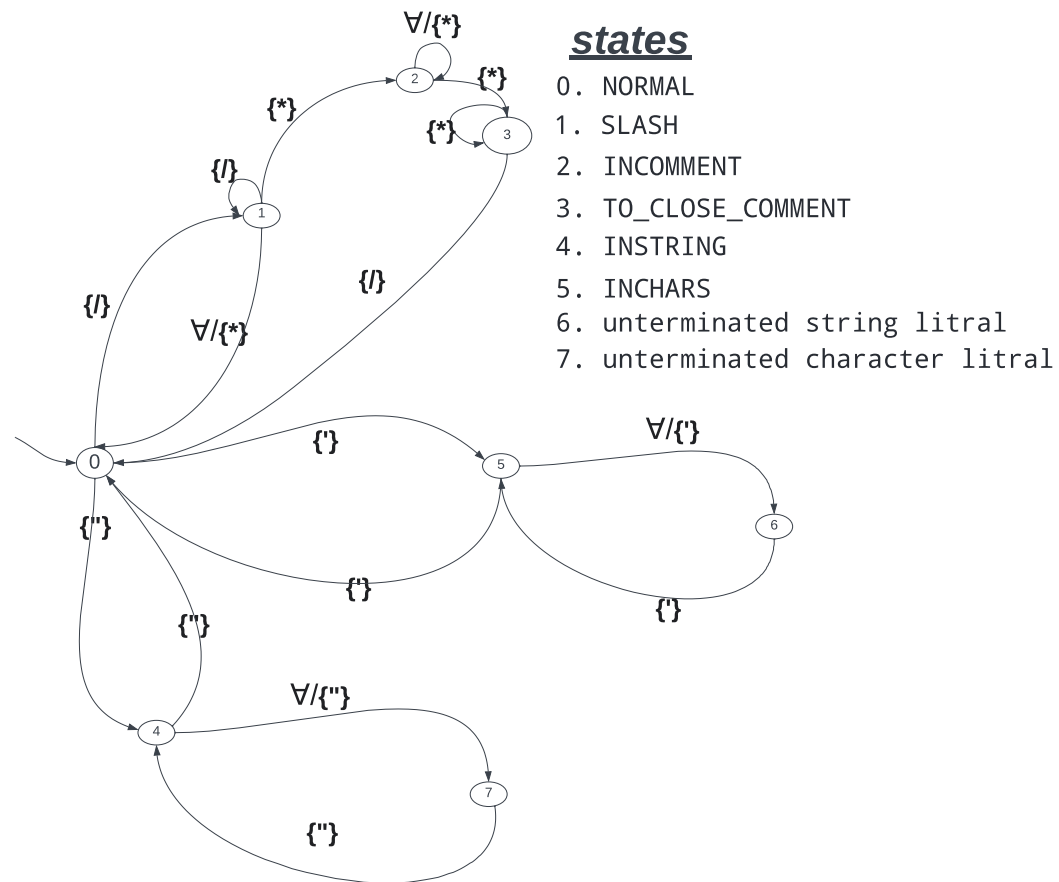 ∀/{*}
states
{*}
0. NORMAL
2
{*}
1. SLASH
{*}
3
{/}
2. INCOMMENT
1
3. TO_CLOSE_COMMENT
4. INSTRING
{/}
{/}
5. INCHARS
∀/{*}
6. unterminated string litral
7. unterminated character litral
{'}
∀/{'}
0
5
{"}
6
{'}
{'}
{"}
∀/{"}
4
7
{"}